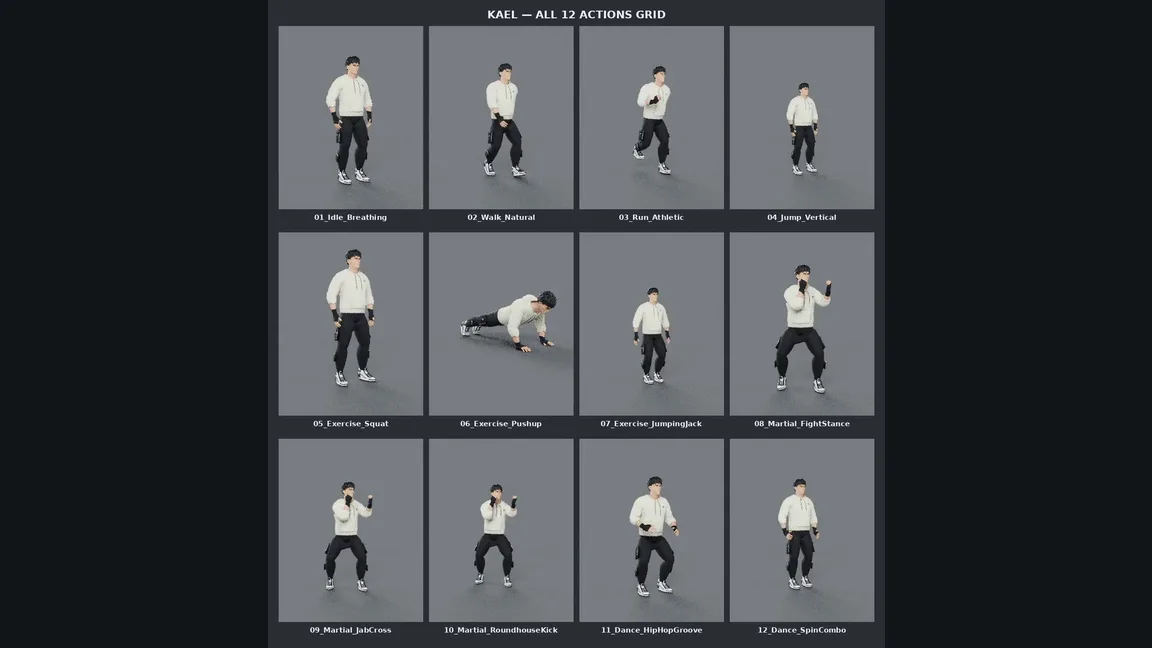 KAEL — ALL 12 ACTIONS GRID
01_Idle_Breathing
02_Walk_Natural
03_Run_Athletic
04_Jump_Vertical
05_Exercise_Squat
06_Exercise_Pushup
07_Exercise_JumpingJack
08_Martial_FightStance
09_Martial_JabCross
10_Martial_RoundhouseKick
11_Dance_HipHopGroove
12_Dance_SpinCombo